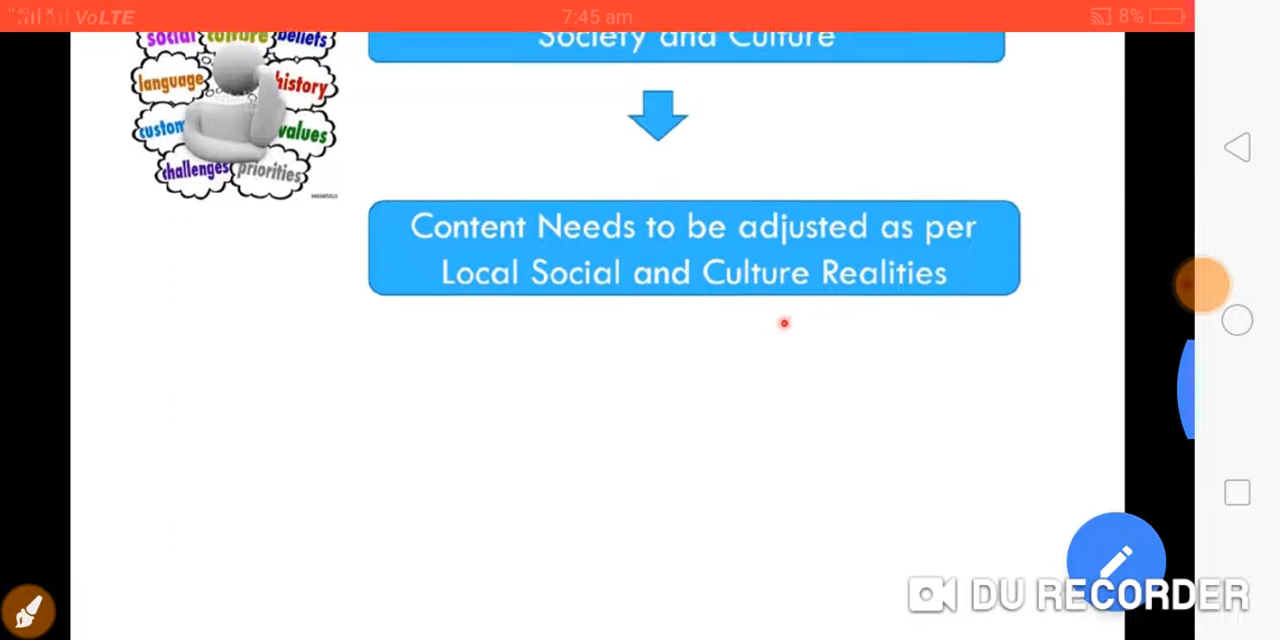 4G VoLTE
7:45 am
8%
social culture beliefs
language
history
custom
values
challenges priorities
Society and Culture
Content Needs to be adjusted as per
Local Social and Culture Realities
DU RECORDER